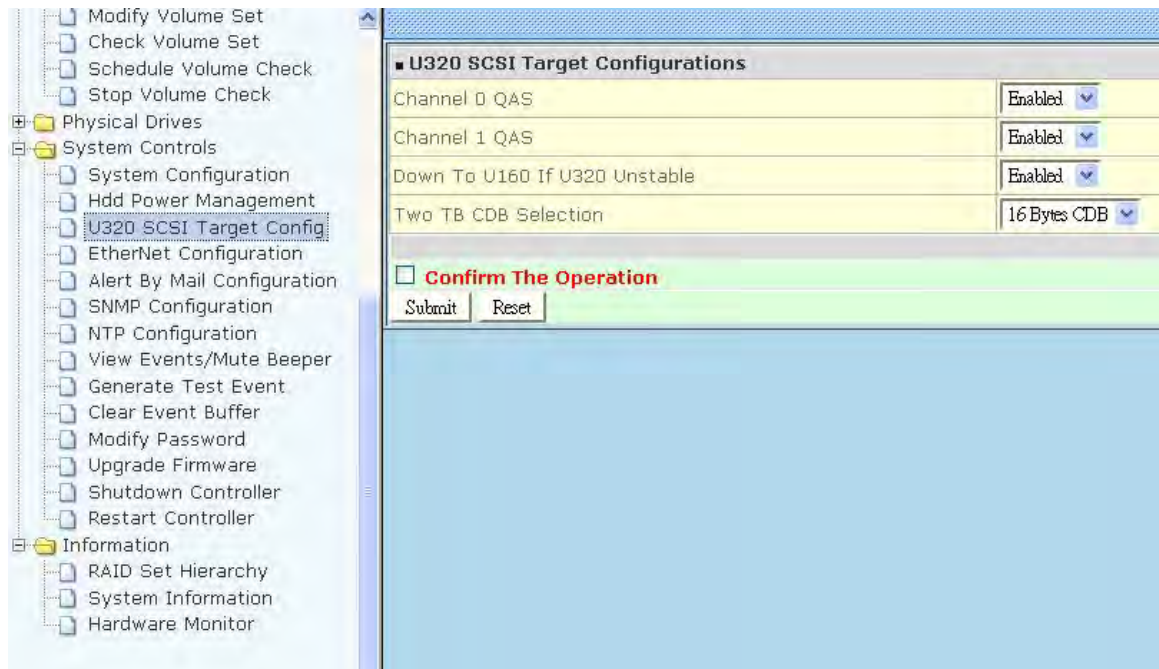 Modify Volume Set
Check Volume Set
Schedule Volume Check
Stop Volume Check
Physical Drives
System Controls
System Configuration
Hdd Power Management
U320 SCSI Target Config
EtherNet Configuration
Alert By Mail Configuration
SNMP Configuration
NTP Configuration
View Events/Mute Beeper
Generate Test Event
Clear Event Buffer
Modify Password
Upgrade Firmware
Shutdown Controller
Restart Controller
Information
RAID Set Hierarchy
System Information
Hardware Monitor
U320 SCSI Target Configurations
Channel 0 QAS Enabled
Channel 1 QAS Enabled
Down To U160 If U320 Unstable Enabled
Two TB CDB Selection 16 Bytes CDB
Confirm The Operation
Submit Reset